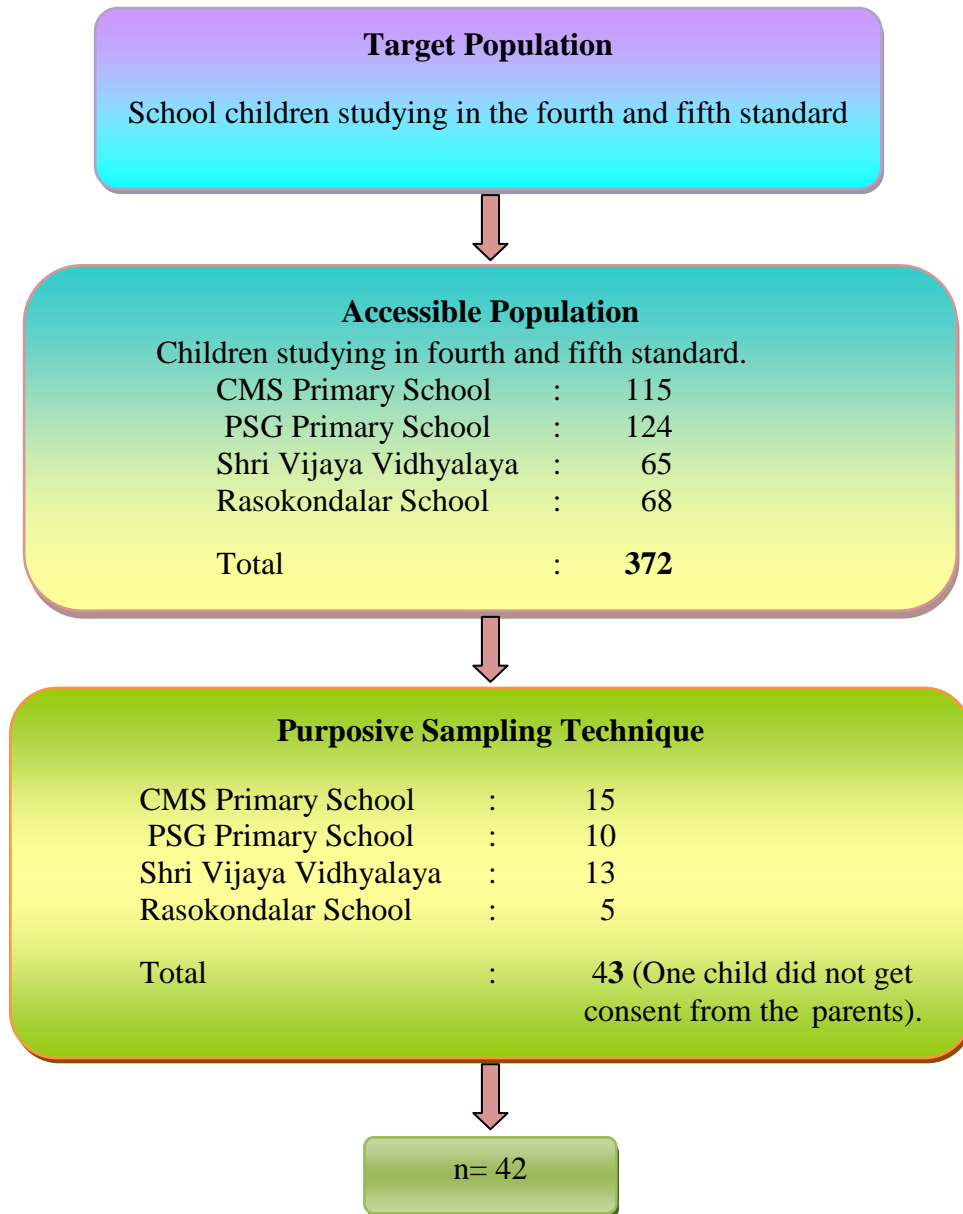 Target Population
School children studying in the fourth and fifth standard
Accessible Population
Children studying in fourth and fifth standard.
CMS Primary School : 115
PSG Primary School : 124
Shri Vijaya Vidhyalaya : 65
Rasokondalar School : 68
Total : 372
Purposive Sampling Technique
CMS Primary School : 15
PSG Primary School : 10
Shri Vijaya Vidhyalaya : 13
Rasokondalar School : 5
Total : 43 (One child did not get
consent from the parents).
n= 42